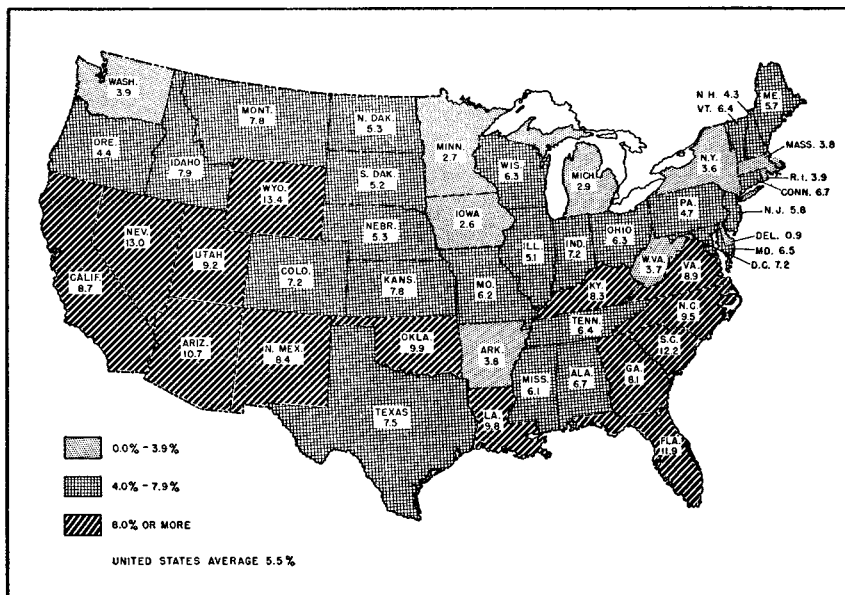 WASH.
3.9
ORE.
4.4
IDAHO
7.9
MONT.
7.8
N. DAK.
5.3
S. DAK.
5.2
WYO.
13.4
NEBR.
5.3
NEV.
13.0
UTAH
9.2
COLO.
7.2
KANS.
7.8
CALIF.
8.7
ARIZ.
10.7
N. MEX.
8.4
OKLA.
9.9
TEXAS
7.5
MINN.
2.7
IOWA
2.6
MO.
6.2
ARK.
3.8
LA.
9.8
WIS.
6.3
ILL.
5.1
MICH.
2.9
IND.
7.2
OHIO
6.3
KY.
8.3
TENN.
6.4
MISS.
6.1
ALA.
6.7
GA.
8.1
FLA.
11.9
S.C.
12.2
N.C.
9.5
VA.
8.9
W.VA.
3.7
PA.
4.7
N.Y.
3.6
ME.
5.7
N H. 4.3
VT. 6.4
MASS. 3.8
R.I. 3.9
CONN. 6.7
N.J. 5.8
DEL. 0.9
MD. 6.5
D.C. 7.2
0.0% - 3.9%
4.0% - 7.9%
8.0% OR MORE
UNITED STATES AVERAGE 5.5%